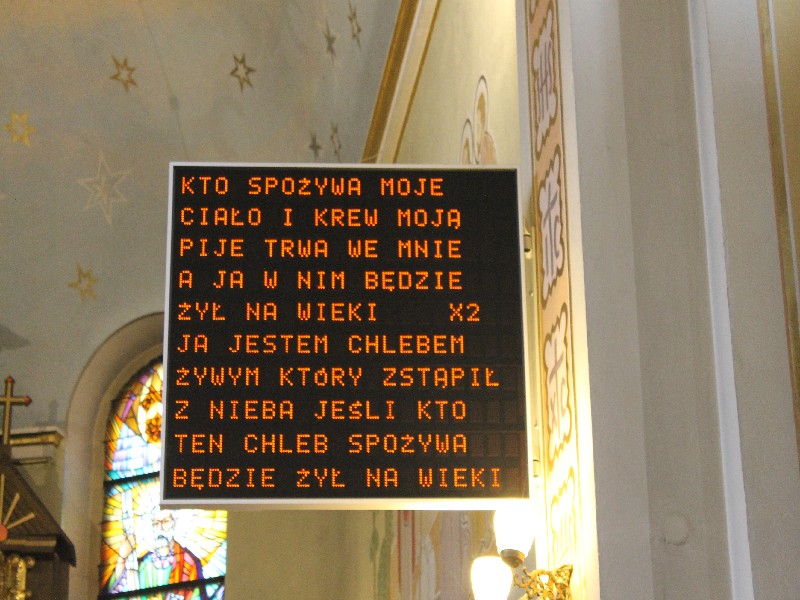 KTO SPOŻYWA MOJE
CIAŁO I KREW MOJĄ
PIJE TRWA WE MNIE
A JA W NIM BĘDZIE
ŻYŁ NA WIEKI X2
JA JESTEM CHLEBEM
ŻYWYM KTÓRY ZSTĄPIŁ
Z NIEBA JEŚLI KTO
TEN CHLEB SPOŻYWA
BĘDZIE ŻYŁ NA WIEKI